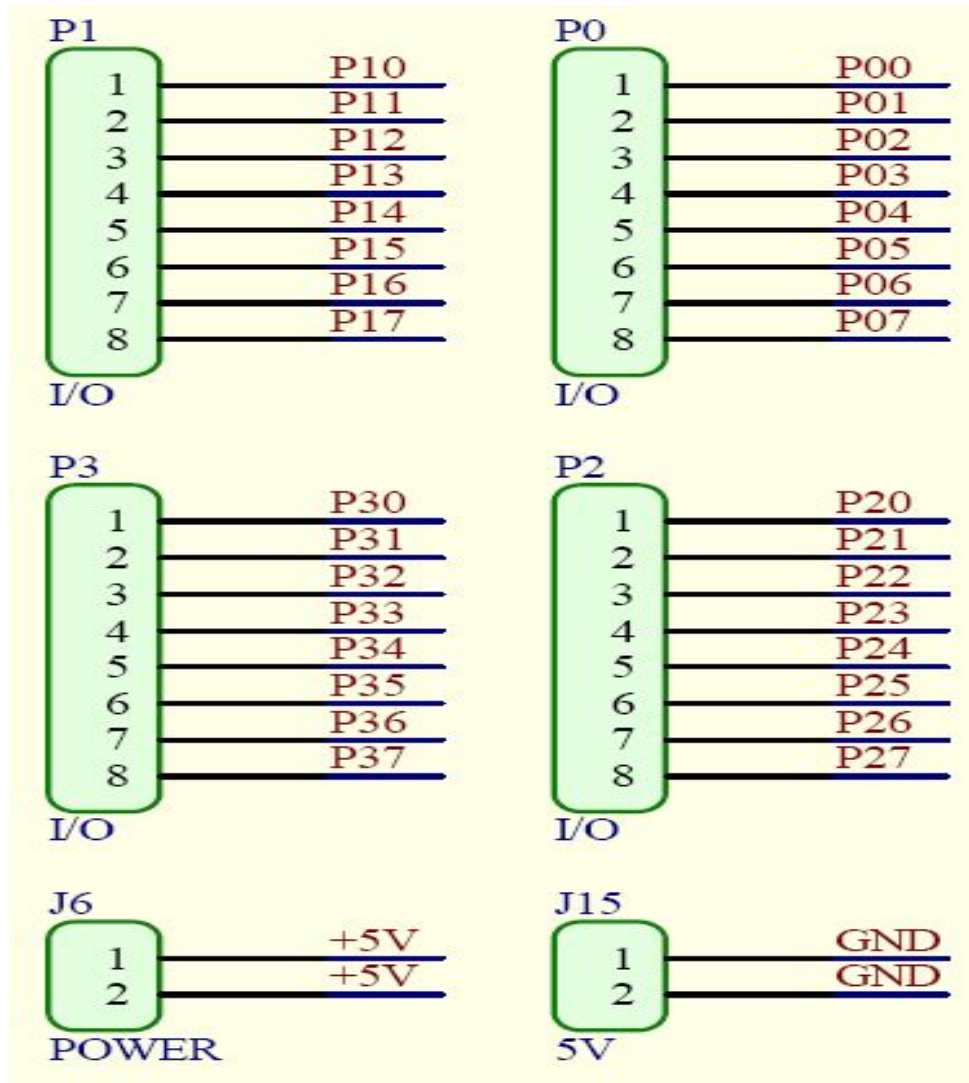 P1
1 P10
2 P11
3 P12
4 P13
5 P14
6 P15
7 P16
8 P17
I/O
P0
1 P00
2 P01
3 P02
4 P03
5 P04
6 P05
7 P06
8 P07
I/O
P3
1 P30
2 P31
3 P32
4 P33
5 P34
6 P35
7 P36
8 P37
I/O
P2
1 P20
2 P21
3 P22
4 P23
5 P24
6 P25
7 P26
8 P27
I/O
J6
1 +5V
2 +5V
POWER
J15
1 GND
2 GND
5V